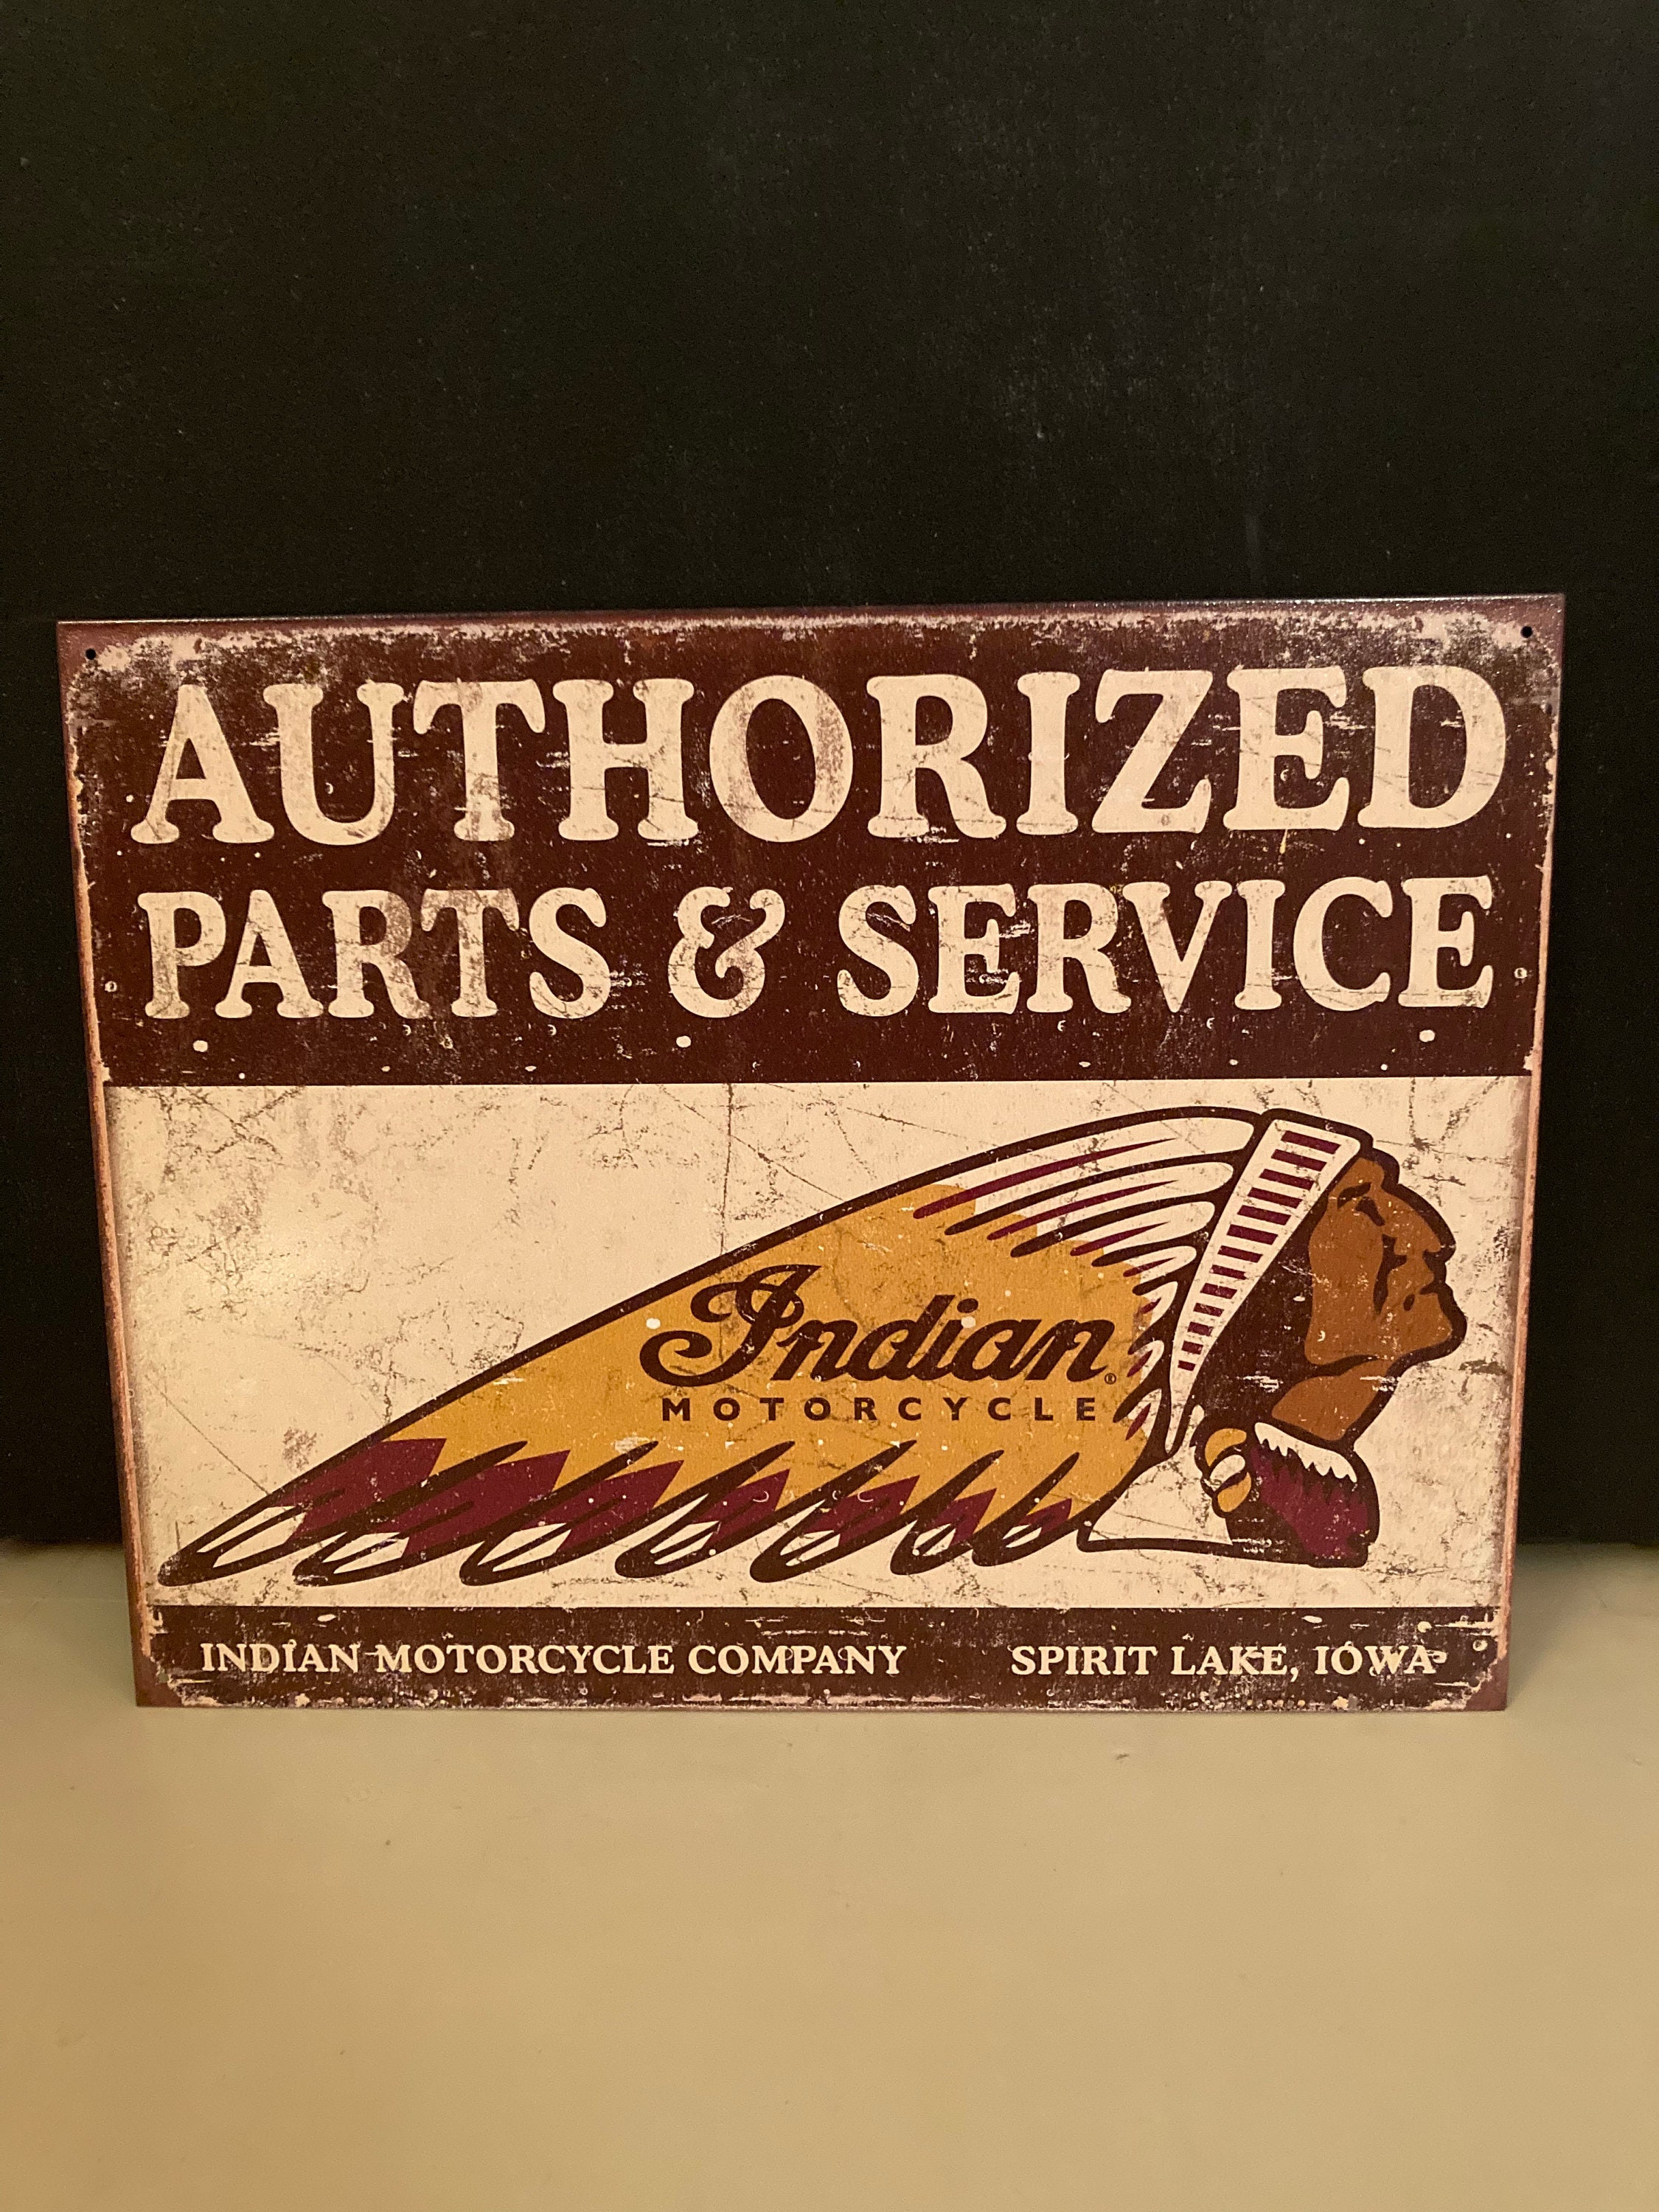 AUTHORIZED
PARTS & SERVICE
Indian®
MOTORCYCLE
INDIAN MOTORCYCLE COMPANY SPIRIT LAKE, IOWA